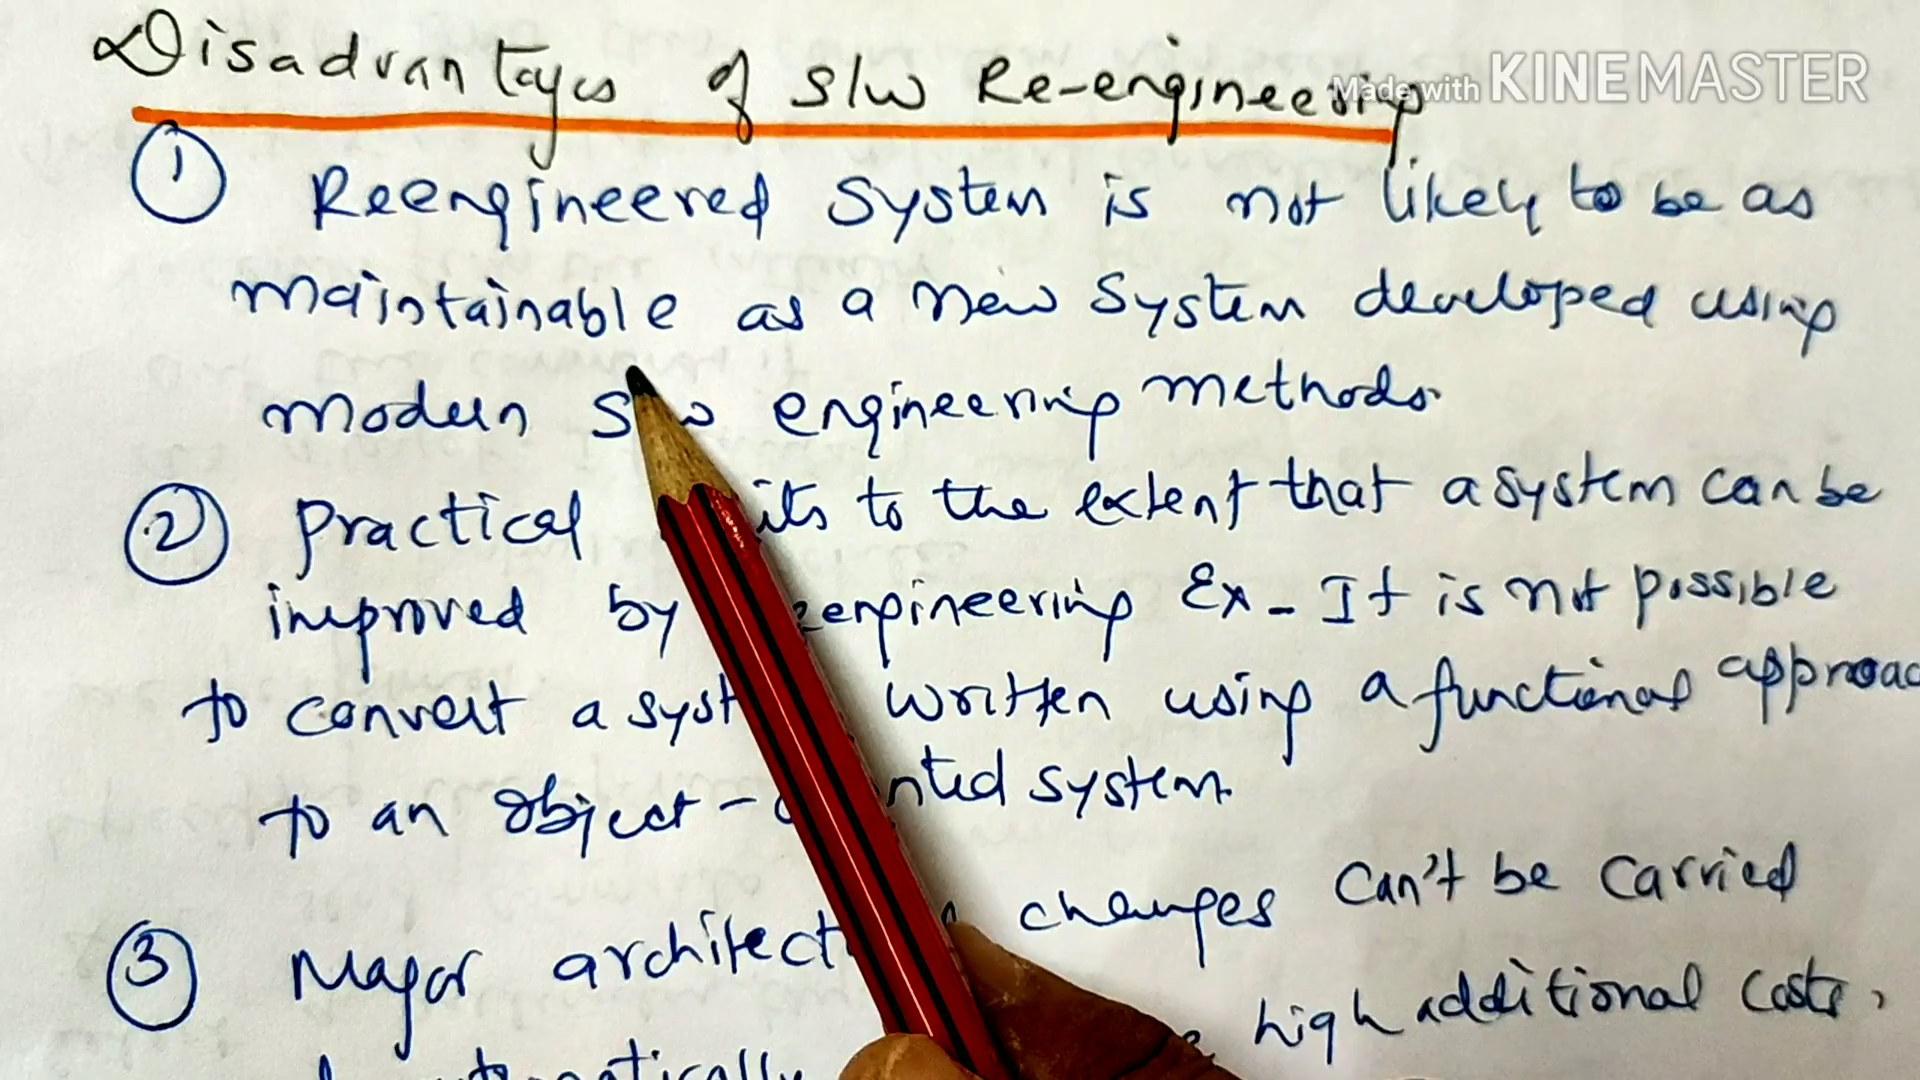 Disadvantages of S/w Re-engineering
Made with KINEMASTER
① Reengineered System is not likely to be as
maintainable as a new system developed using
modern S/w engineering methods.
② Practical its to the extent that a system can be
improved by reengineering Ex - It is not possible
to convert a syst written using a functional approac
to an object - o nted system.
③ Major architect changes can't be carried
automatically high additional costs,